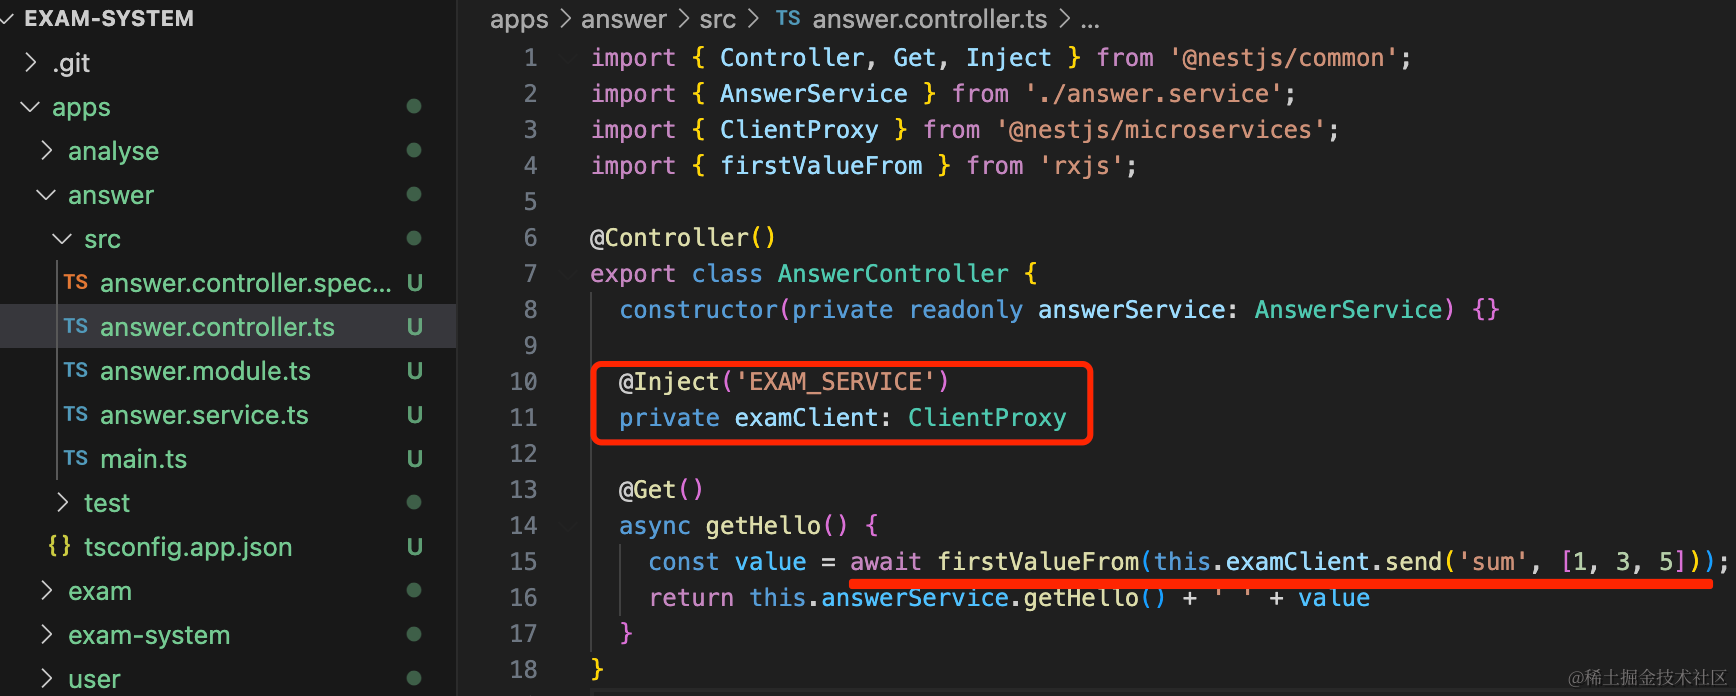 EXAM-SYSTEM
.git
apps
analyse
answer
src
TS answer.controller.spec... U
TS answer.controller.ts U
TS answer.module.ts U
TS answer.service.ts U
TS main.ts U
test
{} tsconfig.app.json U
exam
exam-system
user
apps > answer > src > TS answer.controller.ts > ...
1 import { Controller, Get, Inject } from '@nestjs/common';
2 import { AnswerService } from './answer.service';
3 import { ClientProxy } from '@nestjs/microservices';
4 import { firstValueFrom } from 'rxjs';
5
6 @Controller()
7 export class AnswerController {
8 constructor(private readonly answerService: AnswerService) {}
9
10 @Inject('EXAM_SERVICE')
11 private examClient: ClientProxy
12
13 @Get()
14 async getHello() {
15 const value = await firstValueFrom(this.examClient.send('sum', [1, 3, 5]));
16 return this.answerService.getHello() + ' ' + value
17 }
18 }
@稀土掘金技术社区